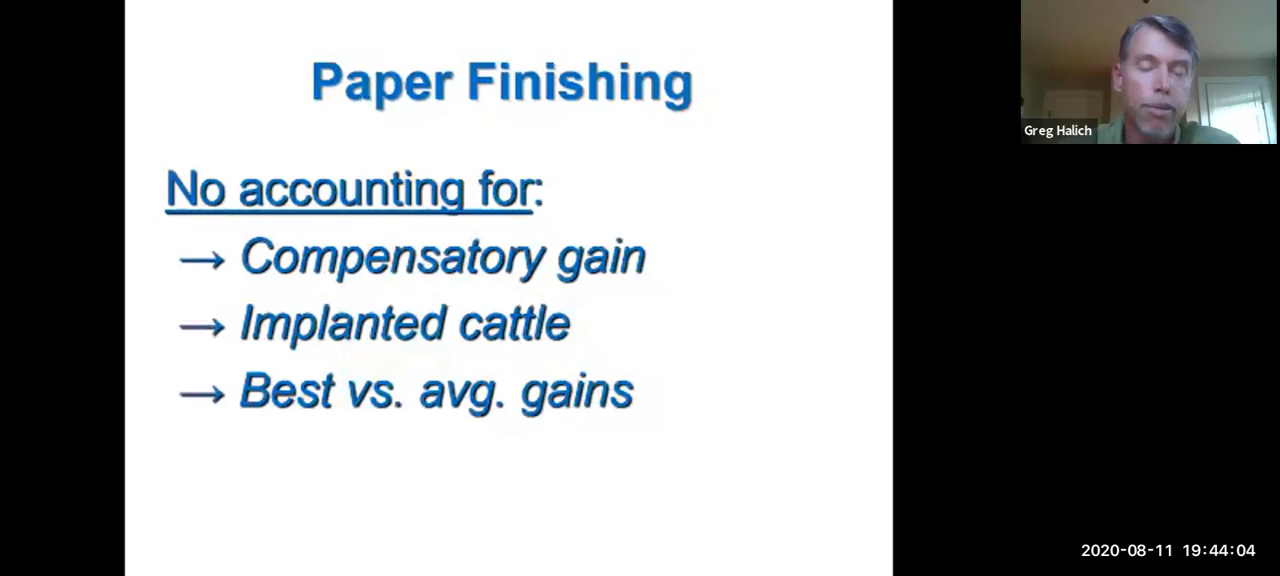 Paper Finishing
No accounting for:
→ Compensatory gain
→ Implanted cattle
→ Best vs. avg. gains
Greg Halich
2020-08-11 19:44:04